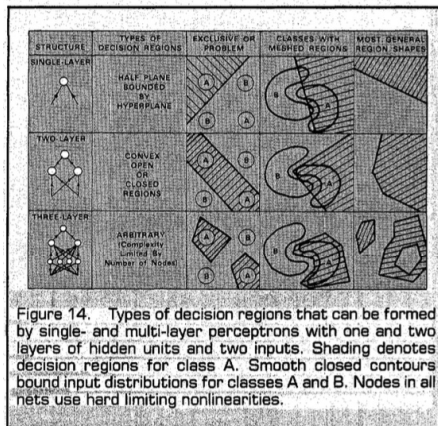 STRUCTURE
TYPES OF
DECISION REGIONS
EXCLUSIVE OR
PROBLEM
CLASSES WITH
MESHED REGIONS
MOST GENERAL
REGION SHAPES
SINGLE-LAYER
HALF PLANE
BOUNDED
BY
HYPERPLANE
A
B
B
A
B
A
TWO-LAYER
CONVEX
OPEN
OR
CLOSED
REGIONS
A
B
B
A
B
A
THREE-LAYER
ARBITRARY
(Complexity
Limited By
Number of Nodes)
A
B
B
A
B
A
Figure 14. Types of decision regions that can be formed
by single- and multi-layer perceptrons with one and two
layers of hidden units and two inputs. Shading denotes
decision regions for class A. Smooth closed contours
bound input distributions for classes A and B. Nodes in all
nets use hard limiting nonlinearities.